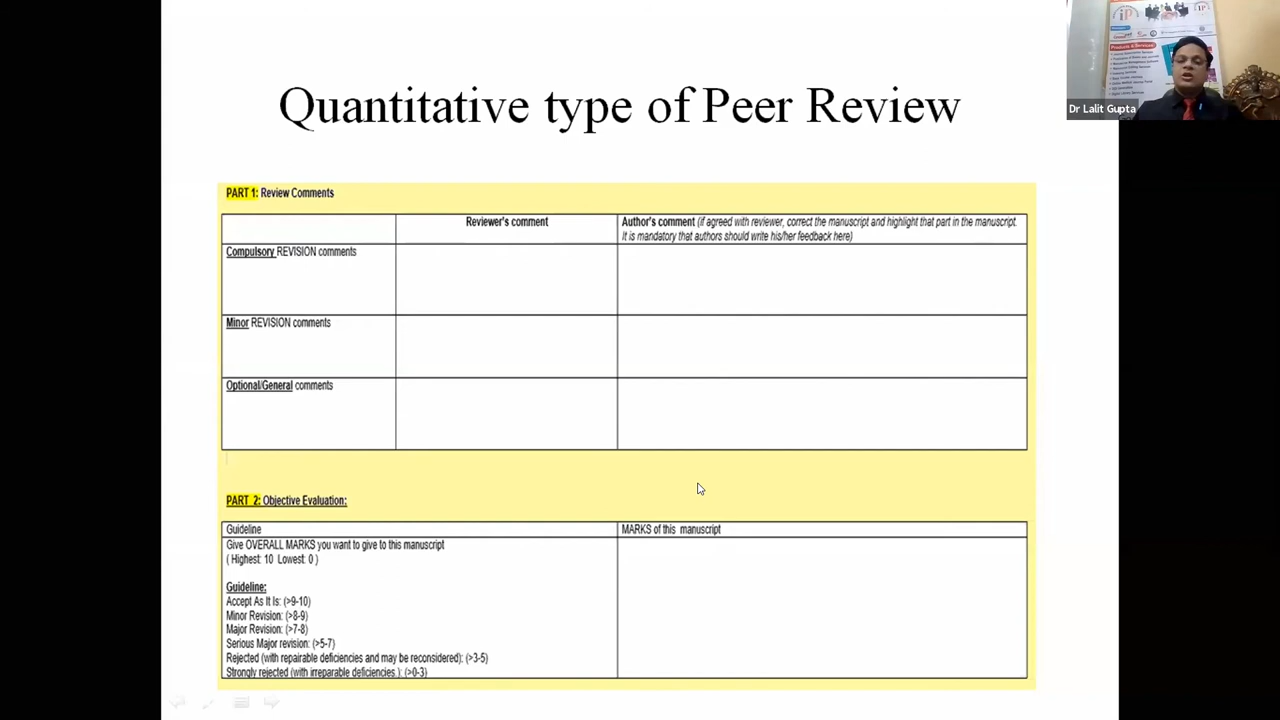 Quantitative type of Peer Review
iP
iP
Products & Services
Dr Lalit Gupta
PART 1: Review Comments
Reviewer's comment
Author's comment (if agreed with reviewer, correct the manuscript and highlight that part in the manuscript.
It is mandatory that authors should write his/her feedback here)
Compulsory REVISION comments
Minor REVISION comments
Optional/General comments
PART 2: Objective Evaluation:
Guideline
MARKS of this manuscript
Give OVERALL MARKS you want to give to this manuscript
( Highest: 10 Lowest: 0 )
Guideline:
Accept As It Is: (>9-10)
Minor Revision: (>8-9)
Major Revision: (>7-8)
Serious Major revision: (>5-7)
Rejected (with repairable deficiencies and may be reconsidered): (>3-5)
Strongly rejected (with irreparable deficiencies.): (>0-3)